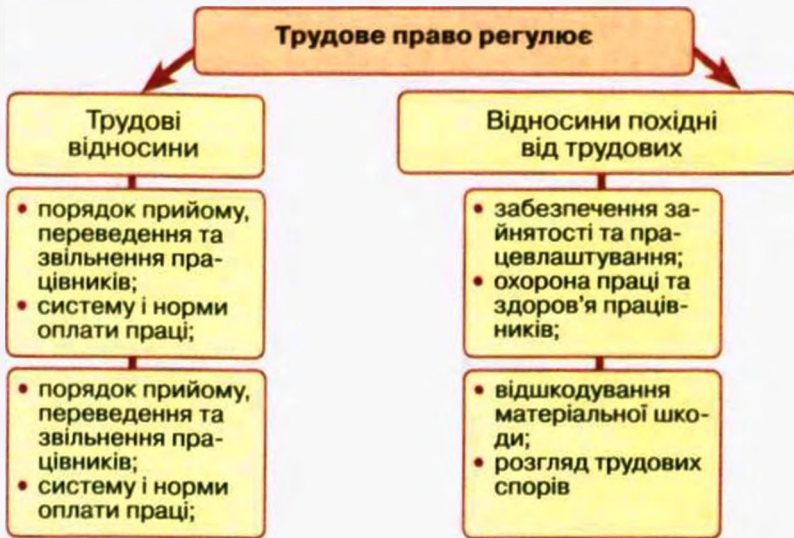 Трудове право регулює
Трудові
відносини
• порядок прийому,
переведення та
звільнення пра-
цівників;
• систему і норми
оплати праці;
• порядок прийому,
переведення та
звільнення пра-
цівників;
• систему і норми
оплати праці;
Відносини похідні
від трудових
• забезпечення за-
йнятості та пра-
цевлаштування;
• охорона праці та
здоров'я праців-
ників;
• відшкодування
матеріальної шко-
ди;
• розгляд трудових
спорів